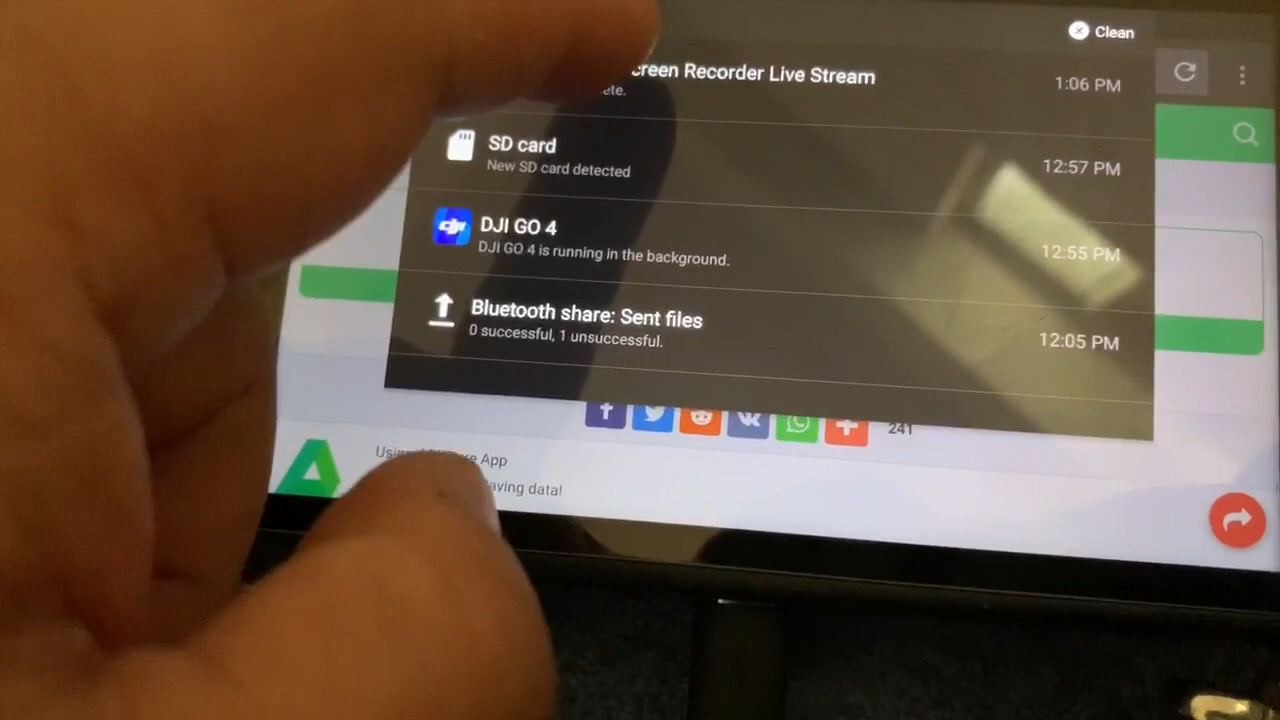 Clean
Screen Recorder Live Stream
1:06 PM
SD card
New SD card detected
12:57 PM
dji
DJI GO 4
DJI GO 4 is running in the background.
12:55 PM
Bluetooth share: Sent files
0 successful, 1 unsuccessful.
12:05 PM
241
App
data!